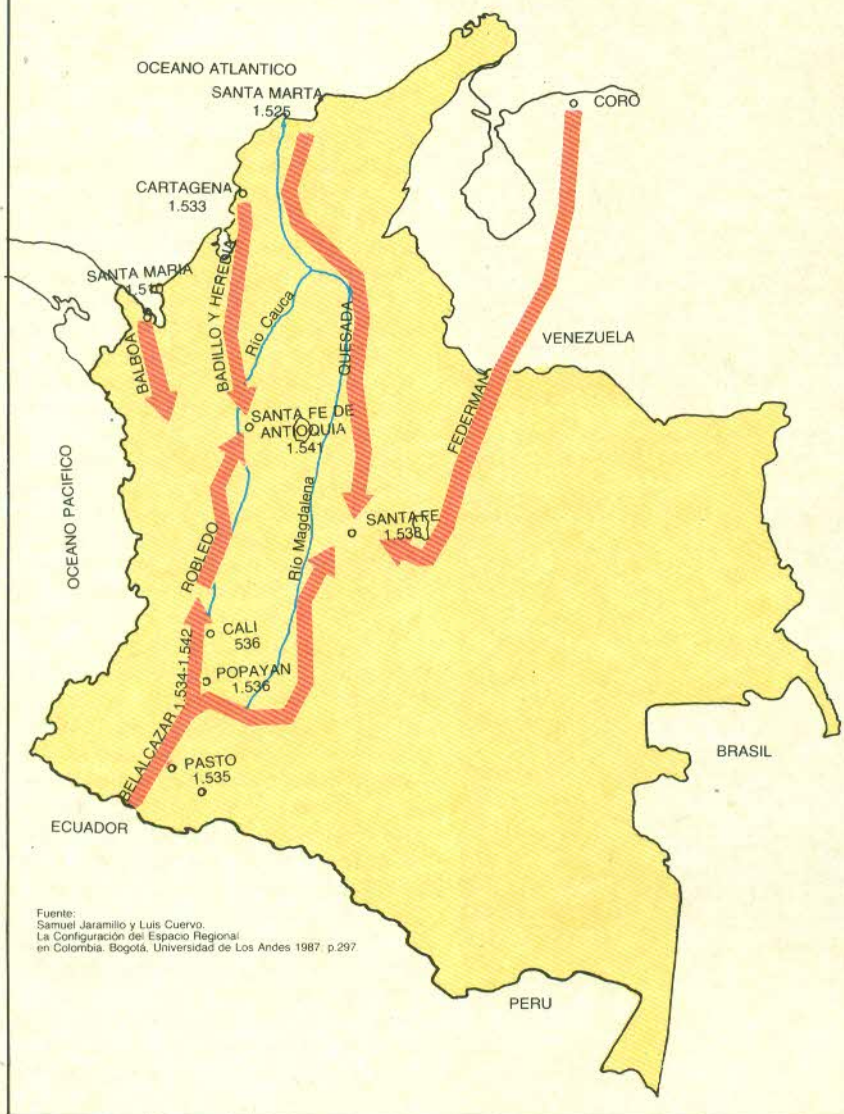 OCEANO ATLANTICO
SANTA MARTA
1.525
CORO
CARTAGENA
1.533
SANTA MARIA
BALBOA
BADILLO Y HEREDIA
Río Cauca
QUESADA
VENEZUELA
FEDERMAN
SANTA FE DE
ANTIOQUIA
1.541
OCEANO PACIFICO
Río Magdalena
SANTA FE
1.538
ROBLEDO
CALI
536
POPAYAN
1.536
BELALCAZAR 1.534-1.542
PASTO
1.535
ECUADOR
BRASIL
PERU
Fuente:
Samuel Jaramillo y Luis Cuervo.
La Configuración del Espacio Regional
en Colombia. Bogotá, Universidad de Los Andes 1987. p.297.